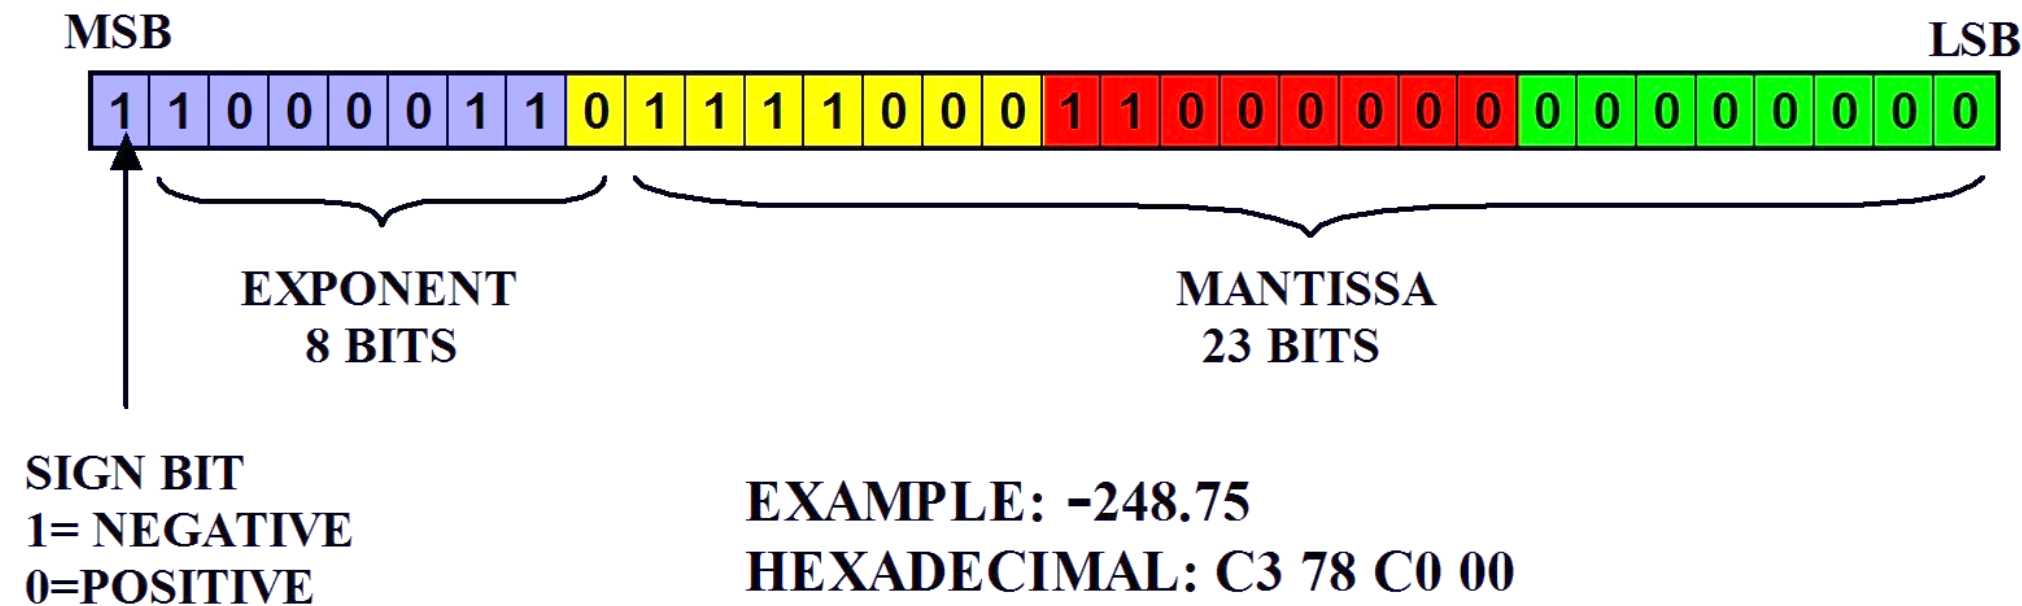 MSB
LSB
1 1 0 0 0 0 1 1 0 1 1 1 1 0 0 0 1 1 0 0 0 0 0 0 0 0 0 0 0 0 0 0
EXPONENT
8 BITS
MANTISSA
23 BITS
SIGN BIT
1= NEGATIVE
0=POSITIVE
EXAMPLE: -248.75
HEXADECIMAL: C3 78 C0 00